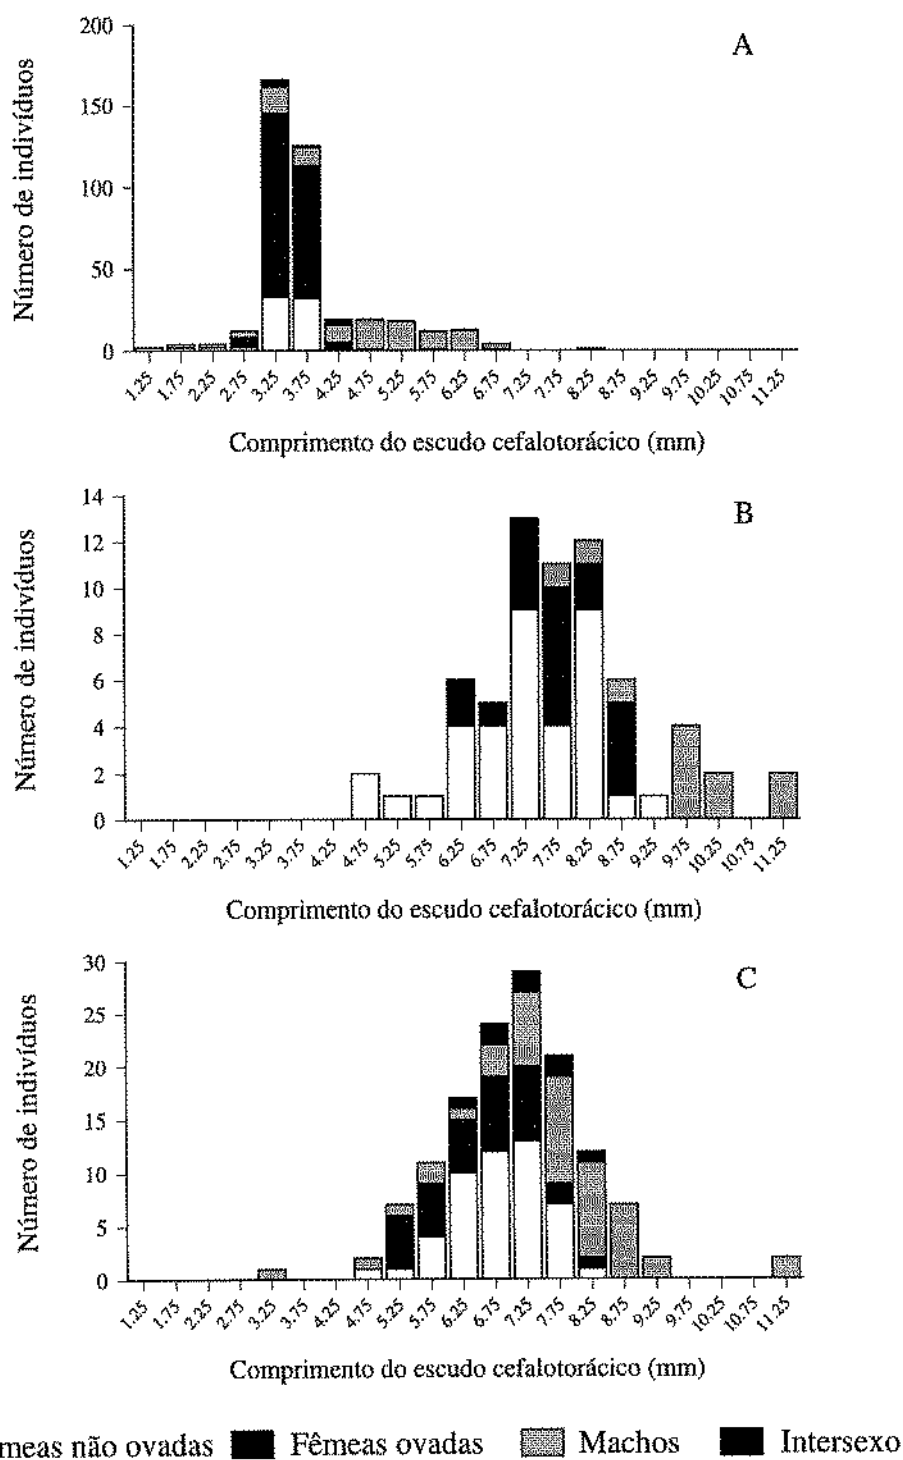 200
A
150
100
50
0
Número de indivíduos
1.25 1.75 2.25 2.75 3.25 3.75 4.25 4.75 5.25 5.75 6.25 6.75 7.25 7.75 8.25 8.75 9.25 9.75 10.25 10.75 11.25
Comprimento do escudo cefalotorácico (mm)
14
B
12
10
8
6
4
2
0
Número de indivíduos
1.25 1.75 2.25 2.75 3.25 3.75 4.25 4.75 5.25 5.75 6.25 6.75 7.25 7.75 8.25 8.75 9.25 9.75 10.25 10.75 11.25
Comprimento do escudo cefalotorácico (mm)
30
C
25
20
15
10
5
0
Número de indivíduos
1.25 1.75 2.25 2.75 3.25 3.75 4.25 4.75 5.25 5.75 6.25 6.75 7.25 7.75 8.25 8.75 9.25 9.75 10.25 10.75 11.25
Comprimento do escudo cefalotorácico (mm)
meas não ovadas Fêmeas ovadas Machos Intersexo